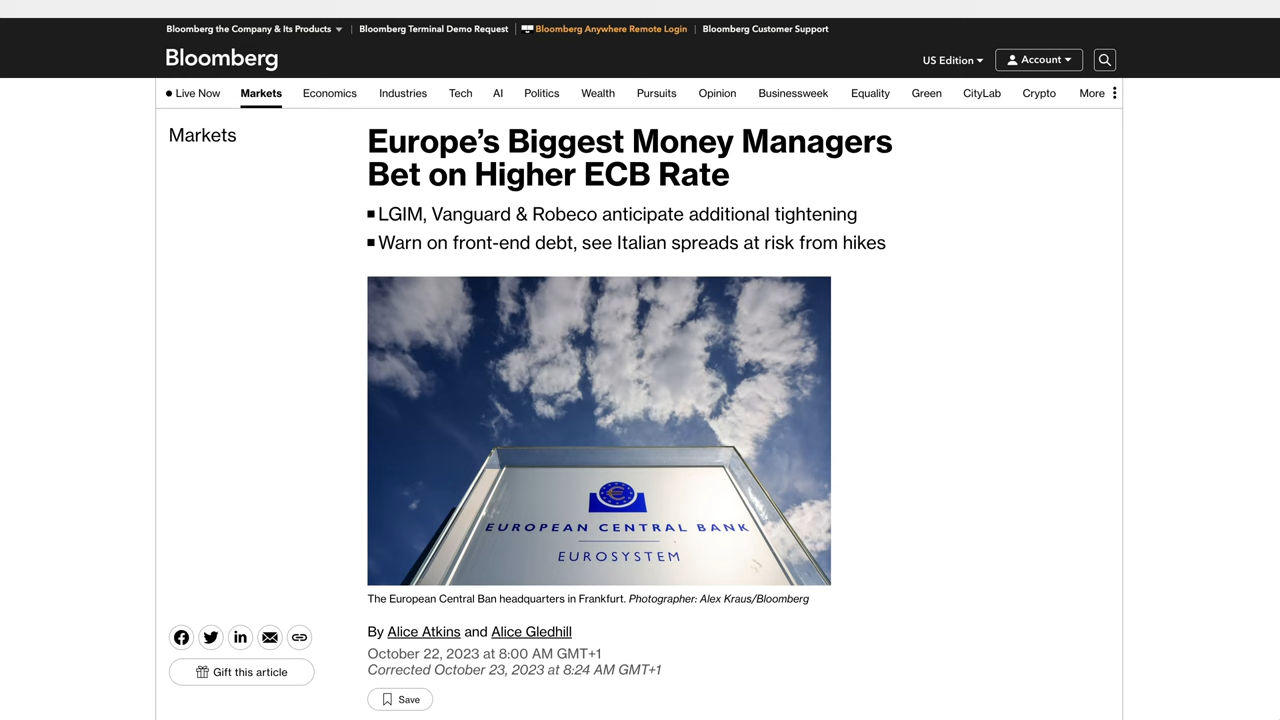 Bloomberg the Company & Its Products
Bloomberg Terminal Demo Request
Bloomberg Anywhere Remote Login
Bloomberg Customer Support
Bloomberg
US Edition
Account
Live Now
Markets
Economics
Industries
Tech
AI
Politics
Wealth
Pursuits
Opinion
Businessweek
Equality
Green
CityLab
Crypto
More
Markets
Europe’s Biggest Money Managers
Bet on Higher ECB Rate
LGIM, Vanguard & Robeco anticipate additional tightening
Warn on front-end debt, see Italian spreads at risk from hikes
EUROPEAN CENTRAL BANK
EUROSYSTEM
The European Central Ban headquarters in Frankfurt. Photographer: Alex Kraus/Bloomberg
By Alice Atkins and Alice Gledhill
October 22, 2023 at 8:00 AM GMT+1
Corrected October 23, 2023 at 8:24 AM GMT+1
Gift this article
Save